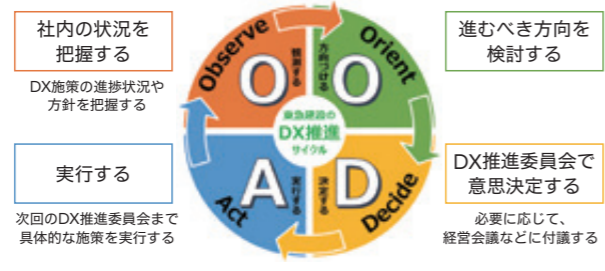 社内の状況を
把握する
DX施策の進捗状況や
方針を把握する
Observe
O
観測する
Orient
O
方向づける
進むべき方向を
検討する
東急建設の
DX推進
サイクル
実行する
次回のDX推進委員会まで
具体的な施策を実行する
Act
A
実行する
Decide
D
決定する
DX推進委員会で
意思決定する
必要に応じて、
経営会議などに付議する